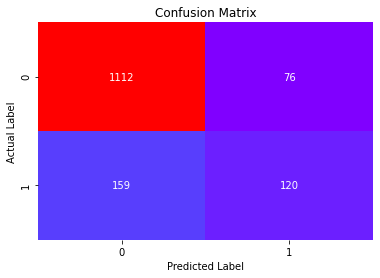 Confusion Matrix
Actual Label
0
1112
76
1
159
120
0
1
Predicted Label